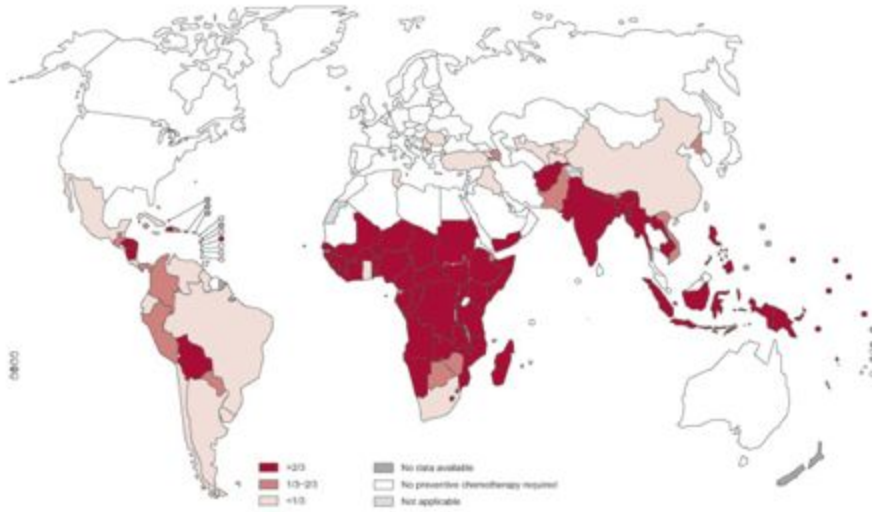 >2/3
1/3–2/3
<1/3
No data available
No preventive chemotherapy required
Not applicable